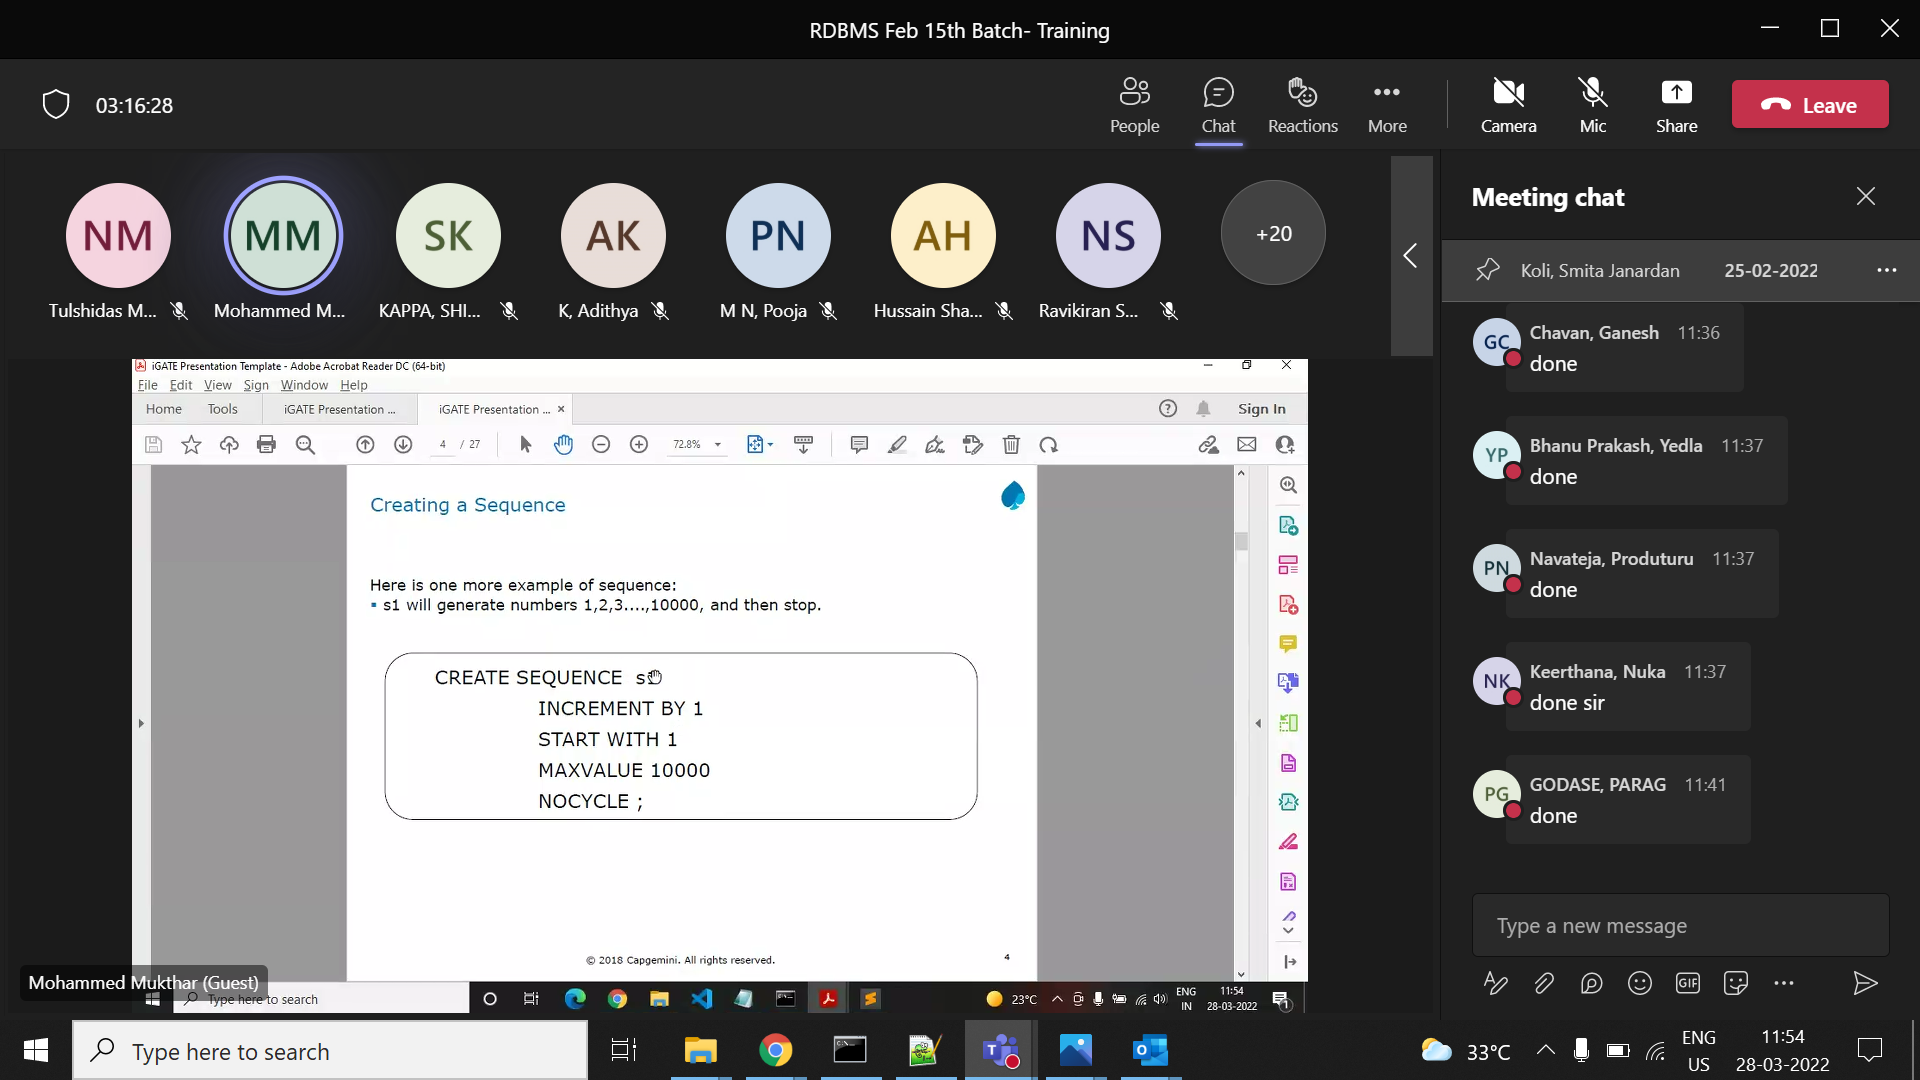 RDBMS Feb 15th Batch- Training
03:16:28
People
Chat
Reactions
More
Camera
Mic
Share
Leave
NM
MM
SK
AK
PN
AH
NS
+20
Tulshidas M...
Mohammed M...
KAPPA, SHI...
K, Adithya
M N, Pooja
Hussain Sha...
Ravikiran S...
iGATE Presentation Template - Adobe Acrobat Reader DC (64-bit)
File Edit View Sign Window Help
Home Tools iGATE Presentation ... iGATE Presentation ... × Sign In
4 / 27
72.8%
Creating a Sequence
Here is one more example of sequence:
▪ s1 will generate numbers 1,2,3....,10000, and then stop.
CREATE SEQUENCE
INCREMENT BY 1
START WITH 1
MAXVALUE 10000
NOCYCLE ;
© 2018 Capgemini. All rights reserved.
4
Mohammed Mukthar (Guest)
Type here to search
23°C
ENG
IN
11:54
28-03-2022
1
Meeting chat
Koli, Smita Janardan 25-02-2022
GC
Chavan, Ganesh 11:36
done
YP
Bhanu Prakash, Yedla 11:37
done
PN
Navateja, Produturu 11:37
done
NK
Keerthana, Nuka 11:37
done sir
PG
GODASE, PARAG 11:41
done
Type a new message
GIF
Type here to search
33°C
ENG
US
11:54
28-03-2022